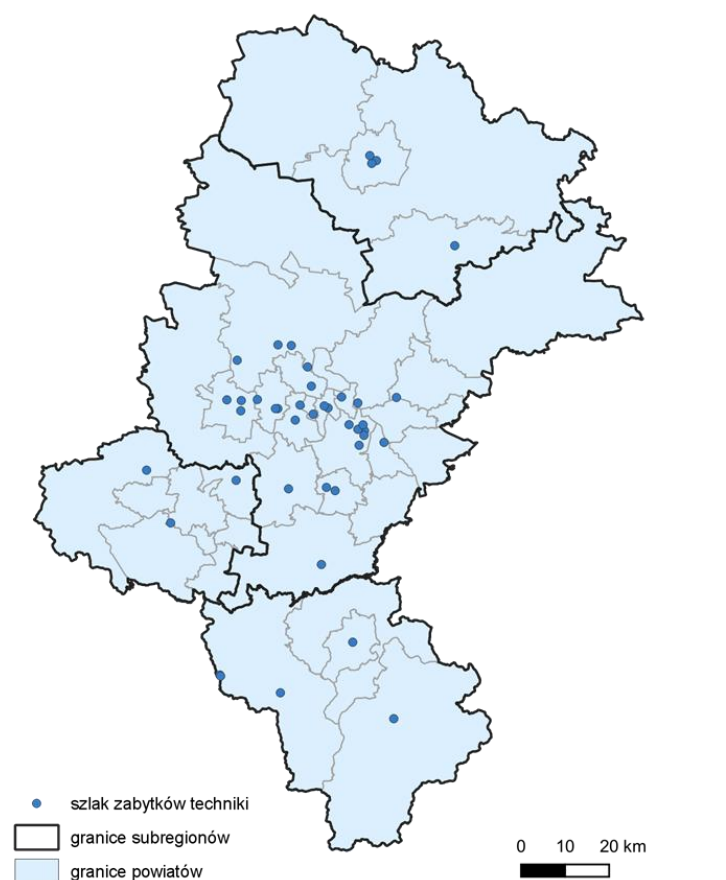 szlak zabytków techniki
granice subregionów
granice powiatów
0 10 20 km